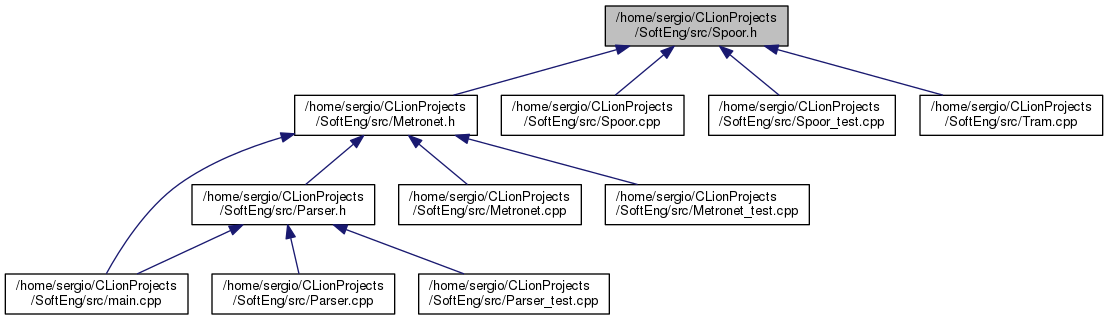 /home/sergio/CLionProjects
/SoftEng/src/Spoor.h
/home/sergio/CLionProjects
/SoftEng/src/Metronet.h
/home/sergio/CLionProjects
/SoftEng/src/Spoor.cpp
/home/sergio/CLionProjects
/SoftEng/src/Spoor_test.cpp
/home/sergio/CLionProjects
/SoftEng/src/Tram.cpp
/home/sergio/CLionProjects
/SoftEng/src/Parser.h
/home/sergio/CLionProjects
/SoftEng/src/Metronet.cpp
/home/sergio/CLionProjects
/SoftEng/src/Metronet_test.cpp
/home/sergio/CLionProjects
/SoftEng/src/main.cpp
/home/sergio/CLionProjects
/SoftEng/src/Parser.cpp
/home/sergio/CLionProjects
/SoftEng/src/Parser_test.cpp